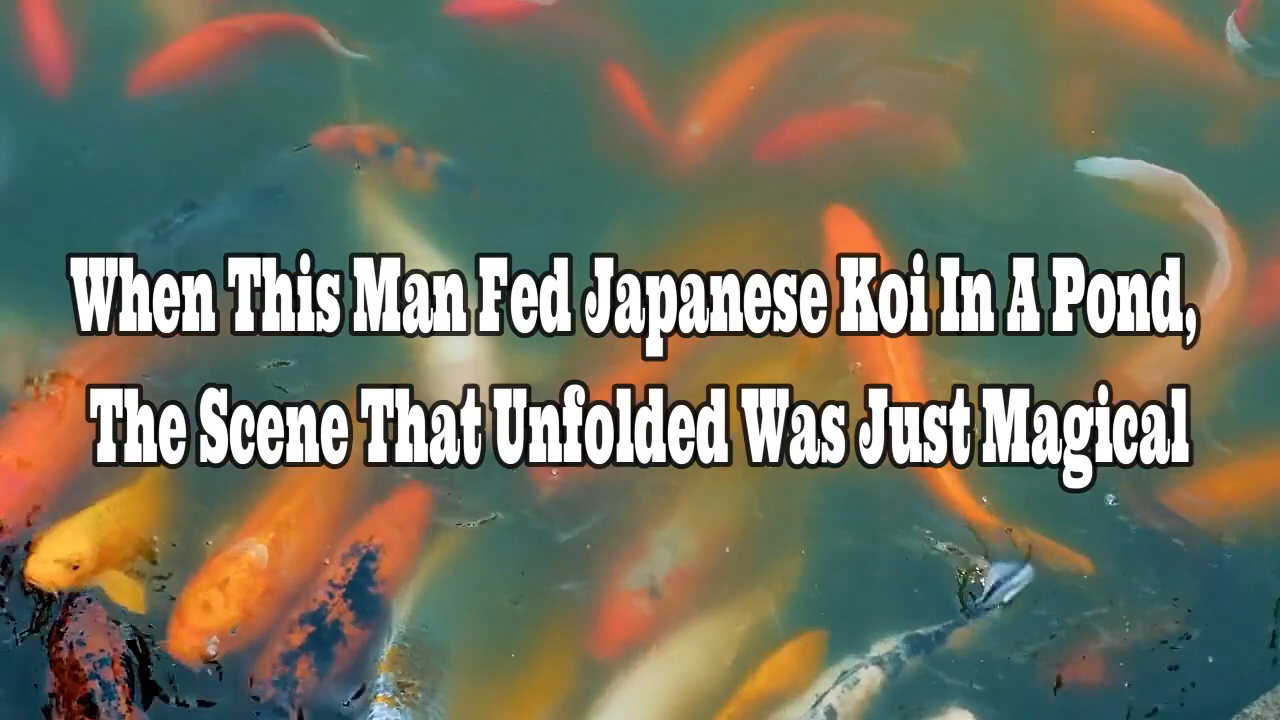 When This Man Fed Japanese Koi In A Pond,
The Scene That Unfolded Was Just Magical